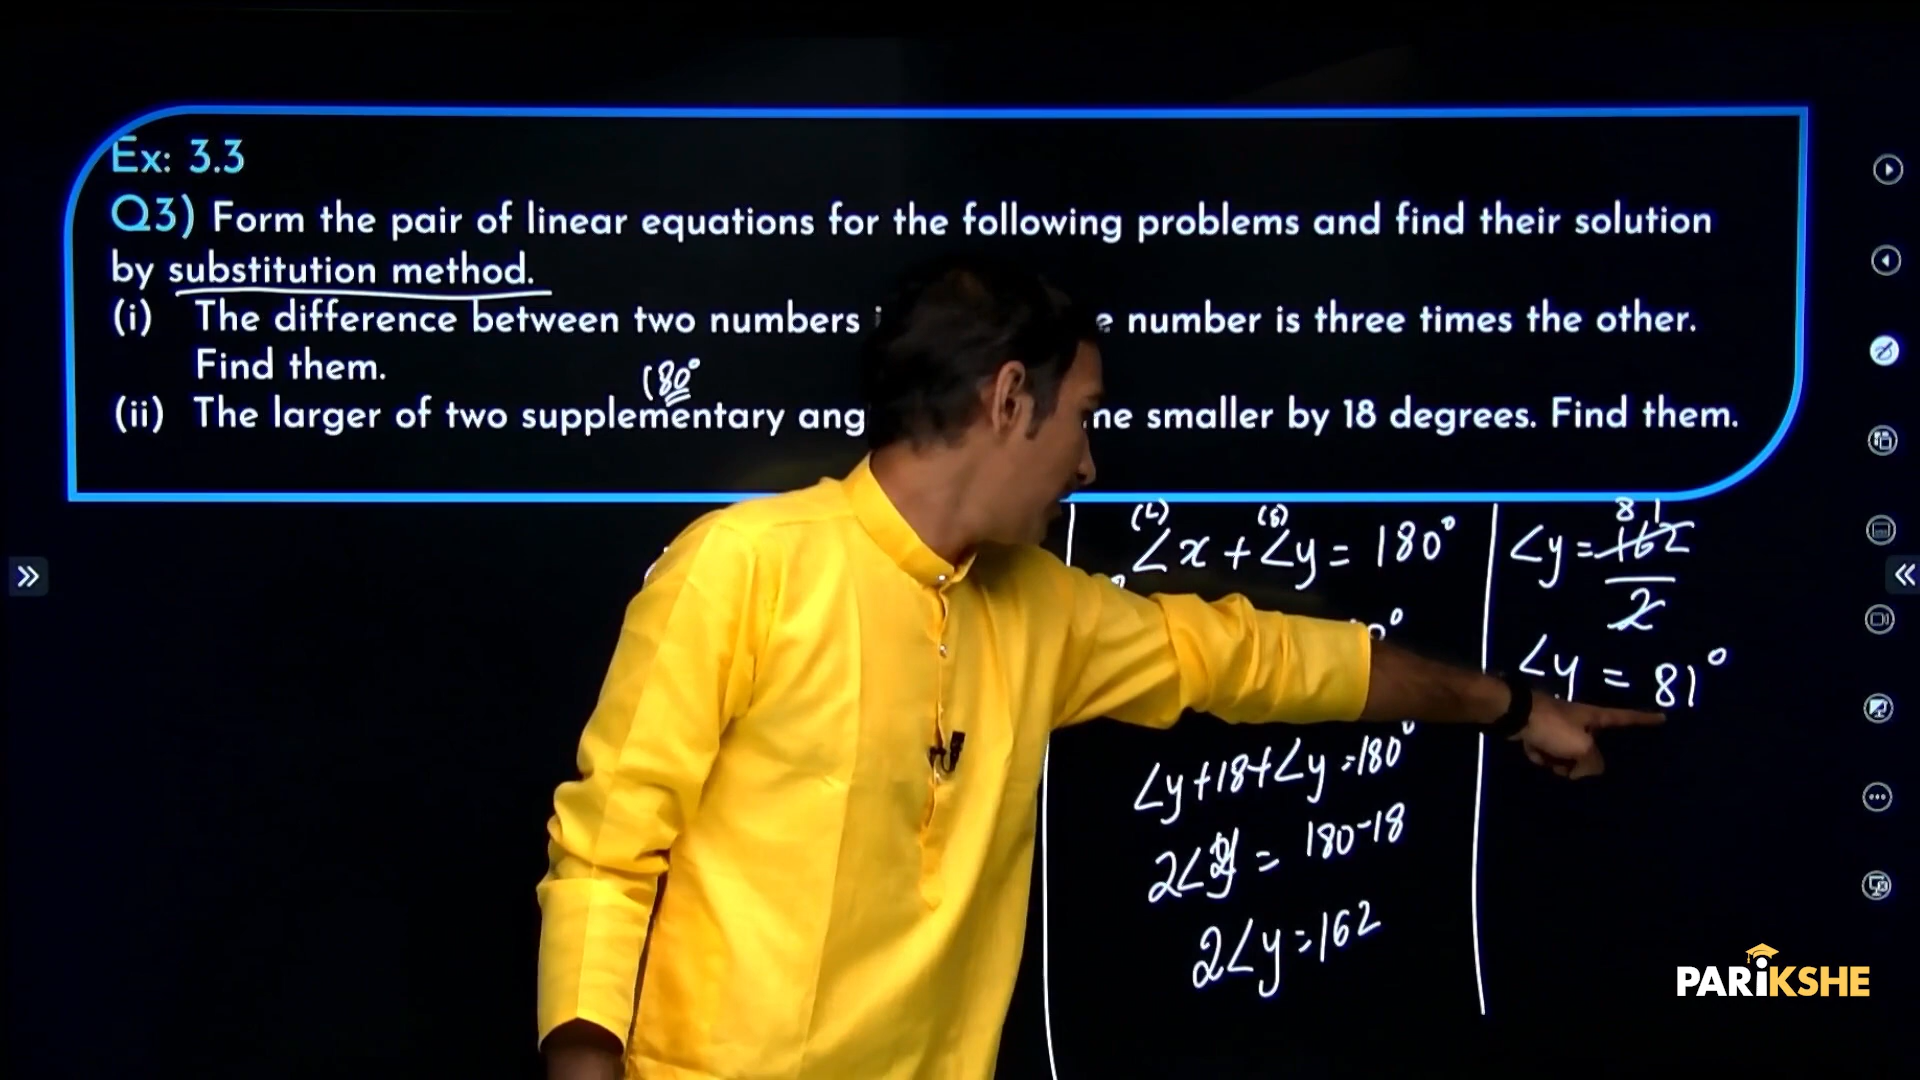 Ex: 3.3
Q3) Form the pair of linear equations for the following problems and find their solution
by substitution method.
(i) The difference between two numbers number is three times the other.
Find them.
180°
(ii) The larger of two supplementary ang smaller by 18 degrees. Find them.
(L) (S)
∠x + ∠y = 180°
∠y+18+∠y=180°
2∠y = 180-18
2∠y=162
81
∠y = 162
2
∠y = 81°
PARIKSHE